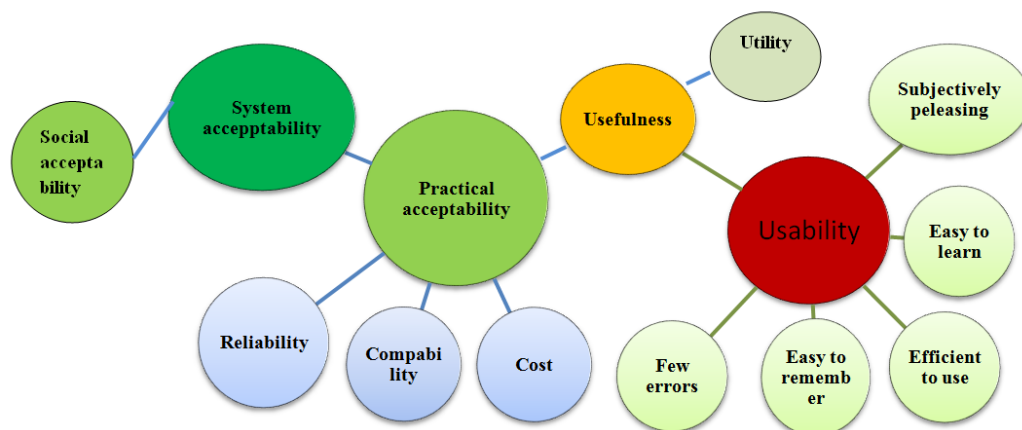 Utility
System
acceepptability
Usefulness
Subjectively
peleasing
Social
accepta
bility
Practical
acceptability
Usability
Easy to
learn
Reliability
Compabi
lity
Cost
Few
errors
Easy to
rememb
er
Efficient
to use